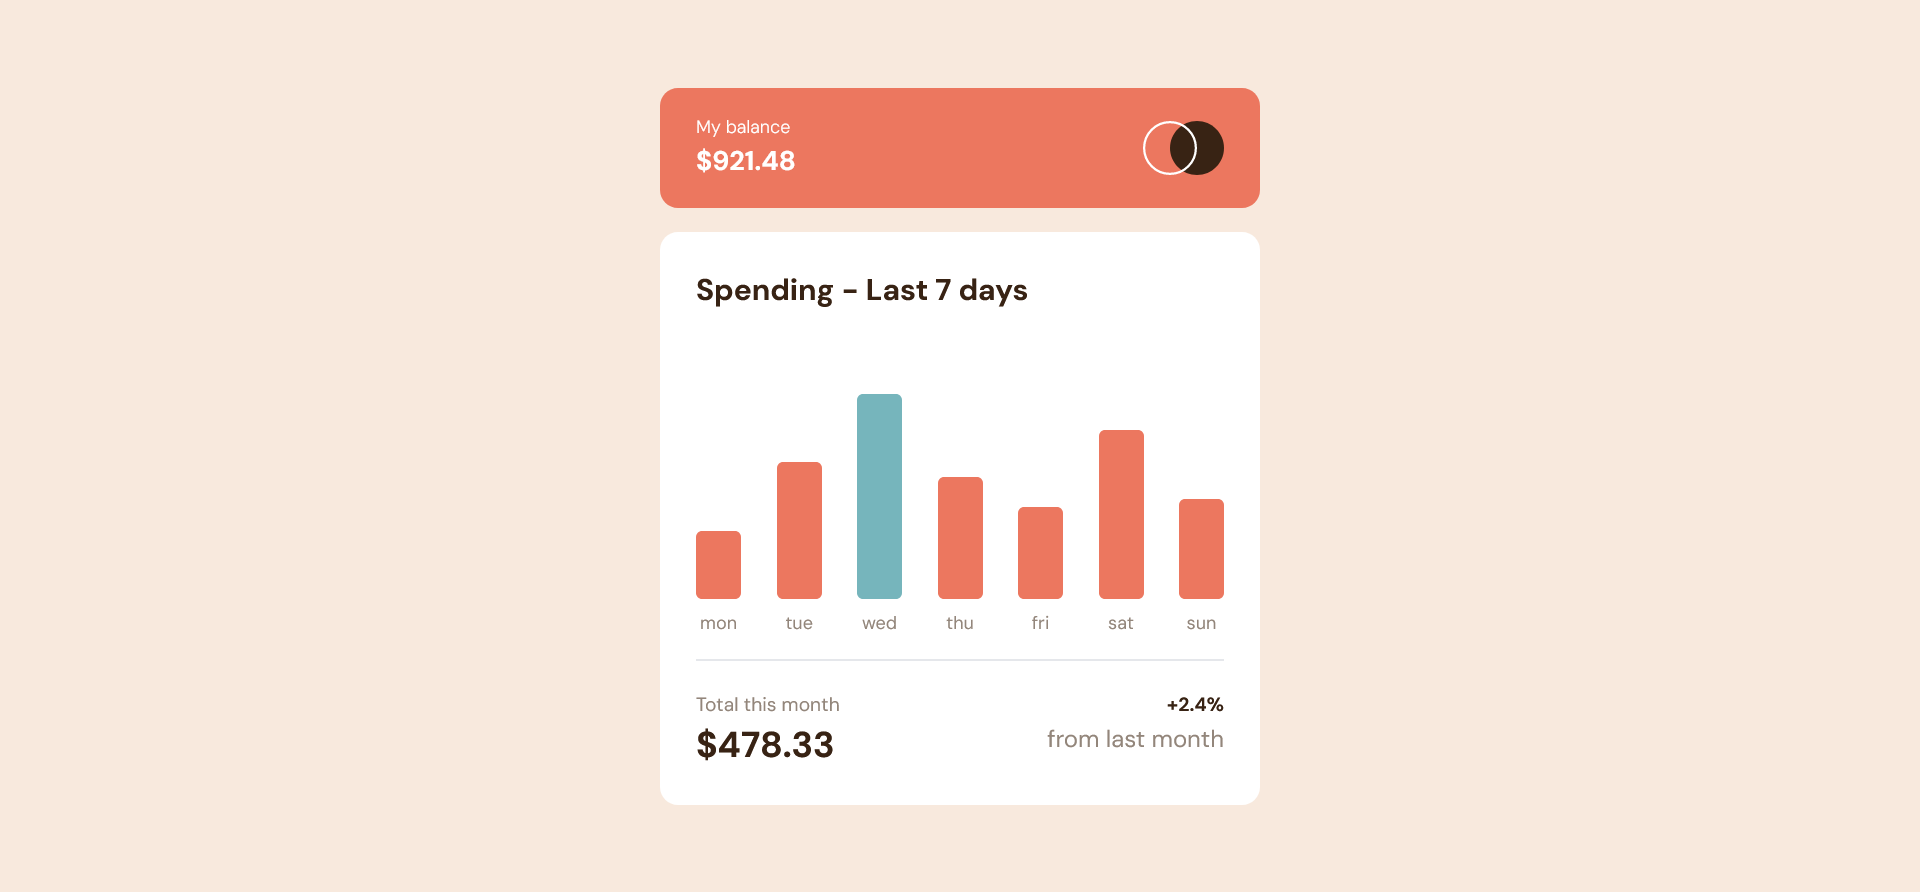 My balance
$921.48
Spending - Last 7 days
mon tue wed thu fri sat sun
Total this month
+2.4%
$478.33
from last month